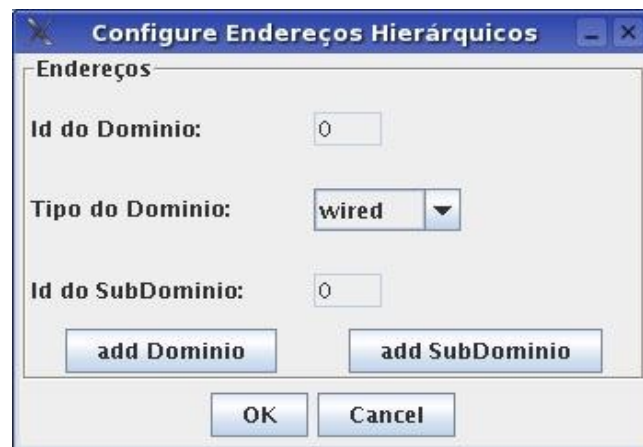 Configure Endereços Hierárquicos
Endereços
Id do Dominio: 0
Tipo do Dominio: wired
Id do SubDominio: 0
add Dominio add SubDominio
OK Cancel